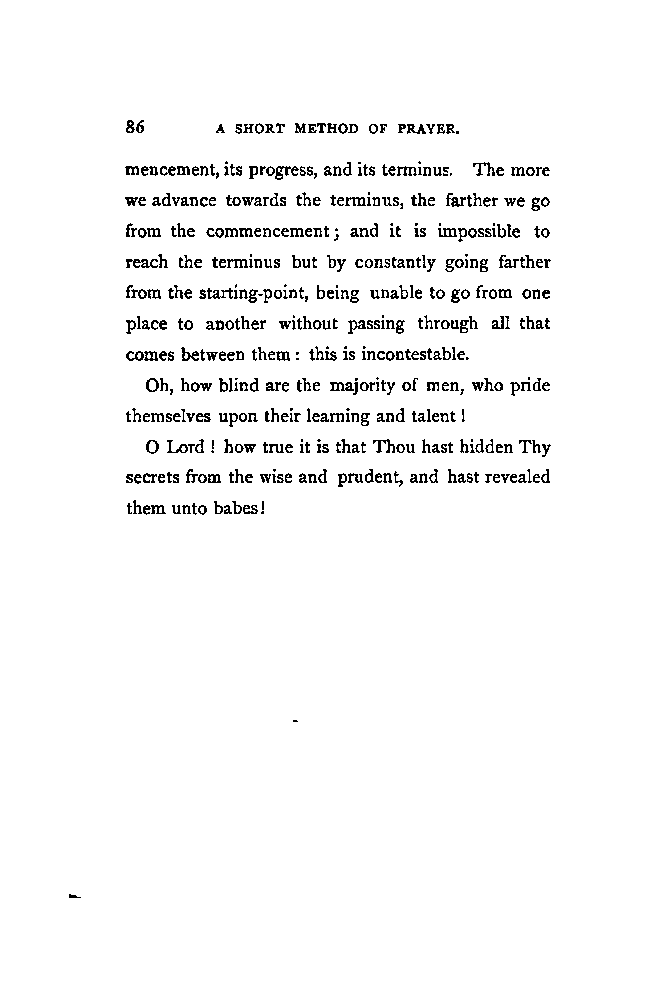 86 A SHORT METHOD OF PRAYER.
mencement, its progress, and its terminus. The more
we advance towards the terminus, the farther we go
from the commencement; and it is impossible to
reach the terminus but by constantly going farther
from the starting-point, being unable to go from one
place to another without passing through all that
comes between them : this is incontestable.
Oh, how blind are the majority of men, who pride
themselves upon their learning and talent !
O Lord ! how true it is that Thou hast hidden Thy
secrets from the wise and prudent, and hast revealed
them unto babes!